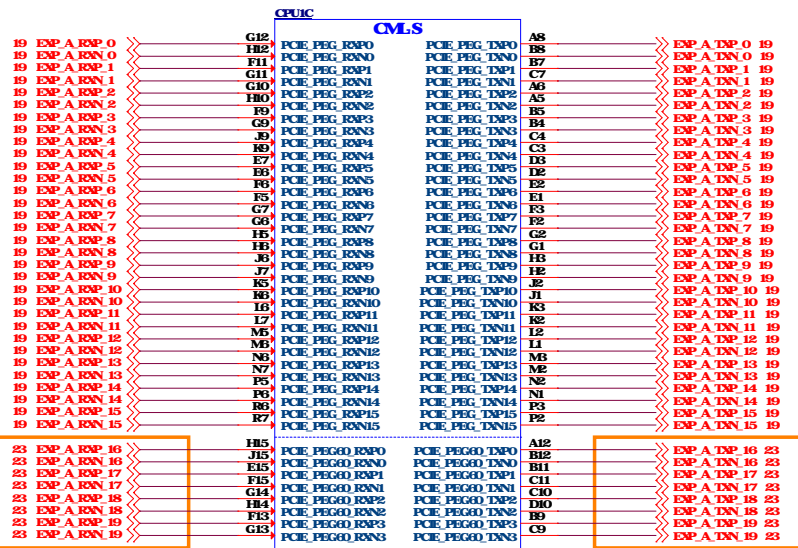 CPU1C
CML-S
19 EXP_A_RXP_0 G12 PCIE_PEG_RXP0 PCIE_PEG_TXP0 A8 EXP_A_TXP_0 19
19 EXP_A_RXN_0 H12 PCIE_PEG_RXN0 PCIE_PEG_TXN0 B8 EXP_A_TXN_0 19
19 EXP_A_RXP_1 F11 PCIE_PEG_RXP1 PCIE_PEG_TXP1 B7 EXP_A_TXP_1 19
19 EXP_A_RXN_1 G11 PCIE_PEG_RXN1 PCIE_PEG_TXN1 C7 EXP_A_TXN_1 19
19 EXP_A_RXP_2 G10 PCIE_PEG_RXP2 PCIE_PEG_TXP2 A6 EXP_A_TXP_2 19
19 EXP_A_RXN_2 H10 PCIE_PEG_RXN2 PCIE_PEG_TXN2 A5 EXP_A_TXN_2 19
19 EXP_A_RXP_3 F9 PCIE_PEG_RXP3 PCIE_PEG_TXP3 B5 EXP_A_TXP_3 19
19 EXP_A_RXN_3 G9 PCIE_PEG_RXN3 PCIE_PEG_TXN3 B4 EXP_A_TXN_3 19
19 EXP_A_RXP_4 J9 PCIE_PEG_RXP4 PCIE_PEG_TXP4 C4 EXP_A_TXP_4 19
19 EXP_A_RXN_4 K9 PCIE_PEG_RXN4 PCIE_PEG_TXN4 C3 EXP_A_TXN_4 19
19 EXP_A_RXP_5 E7 PCIE_PEG_RXP5 PCIE_PEG_TXP5 D3 EXP_A_TXP_5 19
19 EXP_A_RXN_5 E6 PCIE_PEG_RXN5 PCIE_PEG_TXN5 D2 EXP_A_TXN_5 19
19 EXP_A_RXP_6 F6 PCIE_PEG_RXP6 PCIE_PEG_TXP6 E2 EXP_A_TXP_6 19
19 EXP_A_RXN_6 F5 PCIE_PEG_RXN6 PCIE_PEG_TXN6 E1 EXP_A_TXN_6 19
19 EXP_A_RXP_7 G7 PCIE_PEG_RXP7 PCIE_PEG_TXP7 F3 EXP_A_TXP_7 19
19 EXP_A_RXN_7 G6 PCIE_PEG_RXN7 PCIE_PEG_TXN7 F2 EXP_A_TXN_7 19
19 EXP_A_RXP_8 H5 PCIE_PEG_RXP8 PCIE_PEG_TXP8 G2 EXP_A_TXP_8 19
19 EXP_A_RXN_8 H6 PCIE_PEG_RXN8 PCIE_PEG_TXN8 G1 EXP_A_TXN_8 19
19 EXP_A_RXP_9 J6 PCIE_PEG_RXP9 PCIE_PEG_TXP9 H3 EXP_A_TXP_9 19
19 EXP_A_RXN_9 J7 PCIE_PEG_RXN9 PCIE_PEG_TXN9 H2 EXP_A_TXN_9 19
19 EXP_A_RXP_10 K5 PCIE_PEG_RXP10 PCIE_PEG_TXP10 J2 EXP_A_TXP_10 19
19 EXP_A_RXN_10 K6 PCIE_PEG_RXN10 PCIE_PEG_TXN10 J1 EXP_A_TXN_10 19
19 EXP_A_RXP_11 L6 PCIE_PEG_RXP11 PCIE_PEG_TXP11 K3 EXP_A_TXP_11 19
19 EXP_A_RXN_11 L7 PCIE_PEG_RXN11 PCIE_PEG_TXN11 K2 EXP_A_TXN_11 19
19 EXP_A_RXP_12 M5 PCIE_PEG_RXP12 PCIE_PEG_TXP12 L2 EXP_A_TXP_12 19
19 EXP_A_RXN_12 M6 PCIE_PEG_RXN12 PCIE_PEG_TXN12 L1 EXP_A_TXN_12 19
19 EXP_A_RXP_13 N6 PCIE_PEG_RXP13 PCIE_PEG_TXP13 M3 EXP_A_TXP_13 19
19 EXP_A_RXN_13 N7 PCIE_PEG_RXN13 PCIE_PEG_TXN13 M2 EXP_A_TXN_13 19
19 EXP_A_RXP_14 P5 PCIE_PEG_RXP14 PCIE_PEG_TXP14 N2 EXP_A_TXP_14 19
19 EXP_A_RXN_14 P6 PCIE_PEG_RXN14 PCIE_PEG_TXN14 N1 EXP_A_TXN_14 19
19 EXP_A_RXP_15 R6 PCIE_PEG_RXP15 PCIE_PEG_TXP15 P3 EXP_A_TXP_15 19
19 EXP_A_RXN_15 R7 PCIE_PEG_RXN15 PCIE_PEG_TXN15 P2 EXP_A_TXN_15 19
23 EXP_A_RXP_16 H15 PCIE_PEG60_RXP0 PCIE_PEG60_TXP0 A12 EXP_A_TXP_16 23
23 EXP_A_RXN_16 J15 PCIE_PEG60_RXN0 PCIE_PEG60_TXN0 B12 EXP_A_TXN_16 23
23 EXP_A_RXP_17 E15 PCIE_PEG60_RXP1 PCIE_PEG60_TXP1 B11 EXP_A_TXP_17 23
23 EXP_A_RXN_17 F15 PCIE_PEG60_RXN1 PCIE_PEG60_TXN1 C11 EXP_A_TXN_17 23
23 EXP_A_RXP_18 G14 PCIE_PEG60_RXP2 PCIE_PEG60_TXP2 C10 EXP_A_TXP_18 23
23 EXP_A_RXN_18 H14 PCIE_PEG60_RXN2 PCIE_PEG60_TXN2 D10 EXP_A_TXN_18 23
23 EXP_A_RXP_19 F13 PCIE_PEG60_RXP3 PCIE_PEG60_TXP3 B9 EXP_A_TXP_19 23
23 EXP_A_RXN_19 G13 PCIE_PEG60_RXN3 PCIE_PEG60_TXN3 C9 EXP_A_TXN_19 23